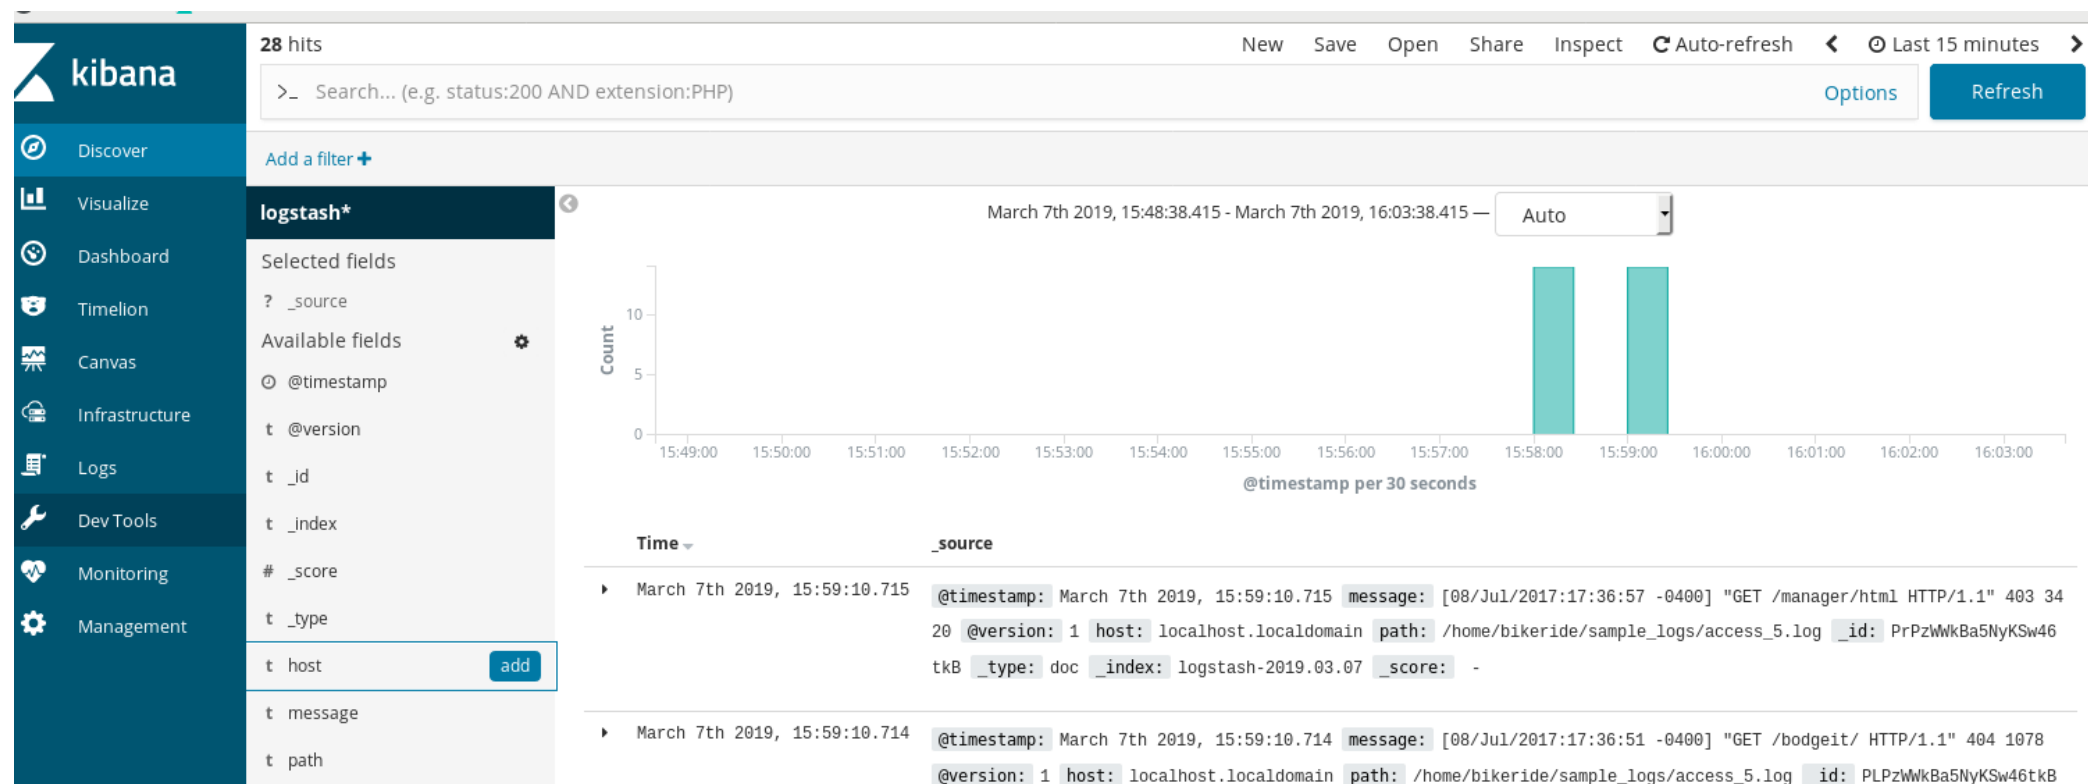 kibana
Discover
Visualize
Dashboard
Timelion
Canvas
Infrastructure
Logs
Dev Tools
Monitoring
Management
28 hits
New Save Open Share Inspect Auto-refresh Last 15 minutes
>_ Search... (e.g. status:200 AND extension:PHP) Options Refresh
Add a filter +
logstash*
Selected fields
? _source
Available fields
@timestamp
t @version
t _id
t _index
# _score
t _type
t host add
t message
t path
March 7th 2019, 15:48:38.415 - March 7th 2019, 16:03:38.415 — Auto
Count
10
5
0
15:49:00 15:50:00 15:51:00 15:52:00 15:53:00 15:54:00 15:55:00 15:56:00 15:57:00 15:58:00 15:59:00 16:00:00 16:01:00 16:02:00 16:03:00
@timestamp per 30 seconds
Time _source
March 7th 2019, 15:59:10.715 @timestamp: March 7th 2019, 15:59:10.715 message: [08/Jul/2017:17:36:57 -0400] "GET /manager/html HTTP/1.1" 403 34
20 @version: 1 host: localhost.localdomain path: /home/bikeride/sample_logs/access_5.log _id: PrPzWWkBa5NyKSw46
tkB _type: doc _index: logstash-2019.03.07 _score: -
March 7th 2019, 15:59:10.714 @timestamp: March 7th 2019, 15:59:10.714 message: [08/Jul/2017:17:36:51 -0400] "GET /bodgeit/ HTTP/1.1" 404 1078
@version: 1 host: localhost.localdomain path: /home/bikeride/sample_logs/access_5.log _id: PLPzWWkBa5NyKSw46tkB